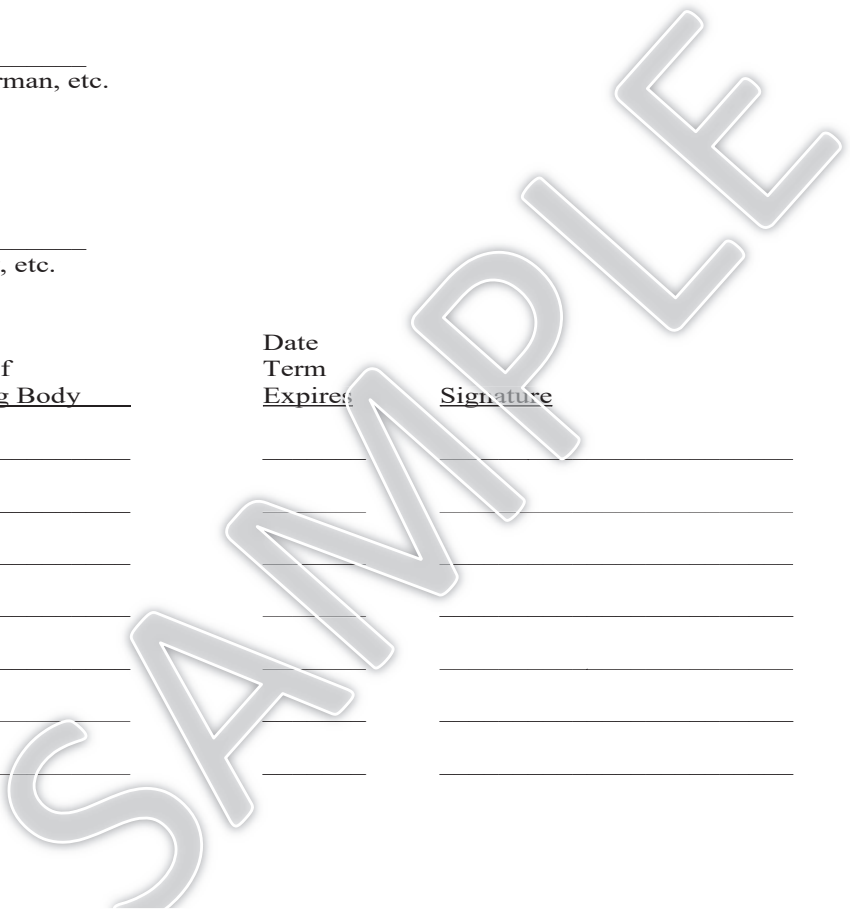 rman, etc.
, etc.
Date
f Term
g Body Expires Signature
SAMPLE